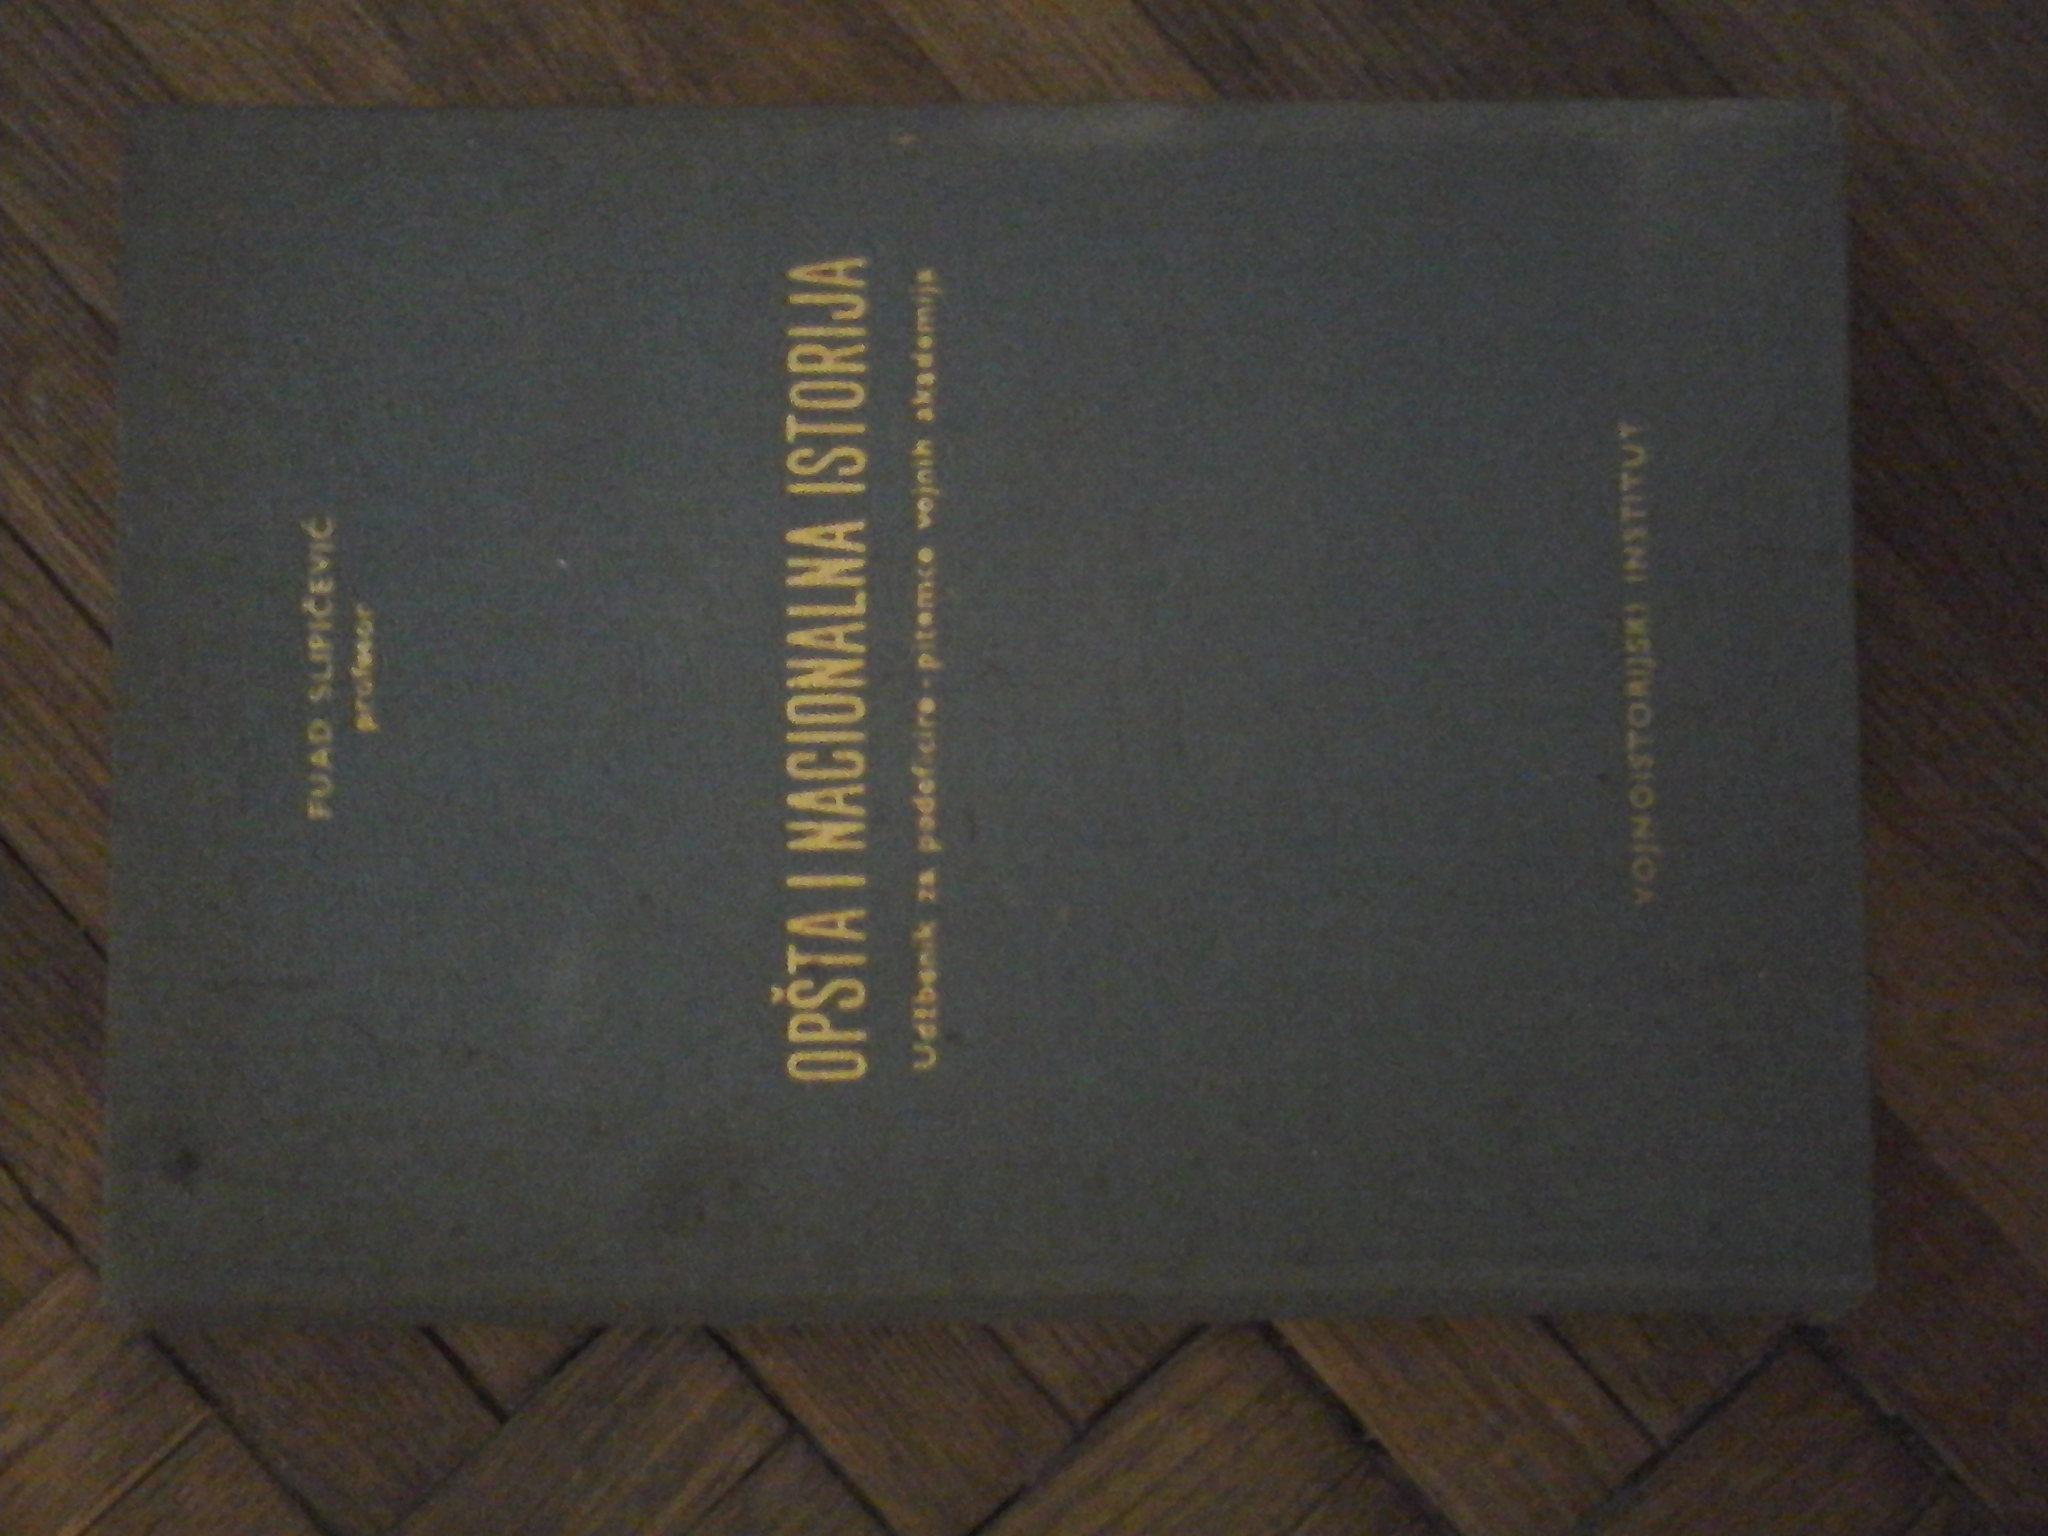 FUAD SLIPIČEVIĆ
profesor
OPŠTA I NACIONALNA ISTORIJA
Udžbenik za podoficire-pitomce vojnih akademija
VOJNOISTORIJSKI INSTITUT